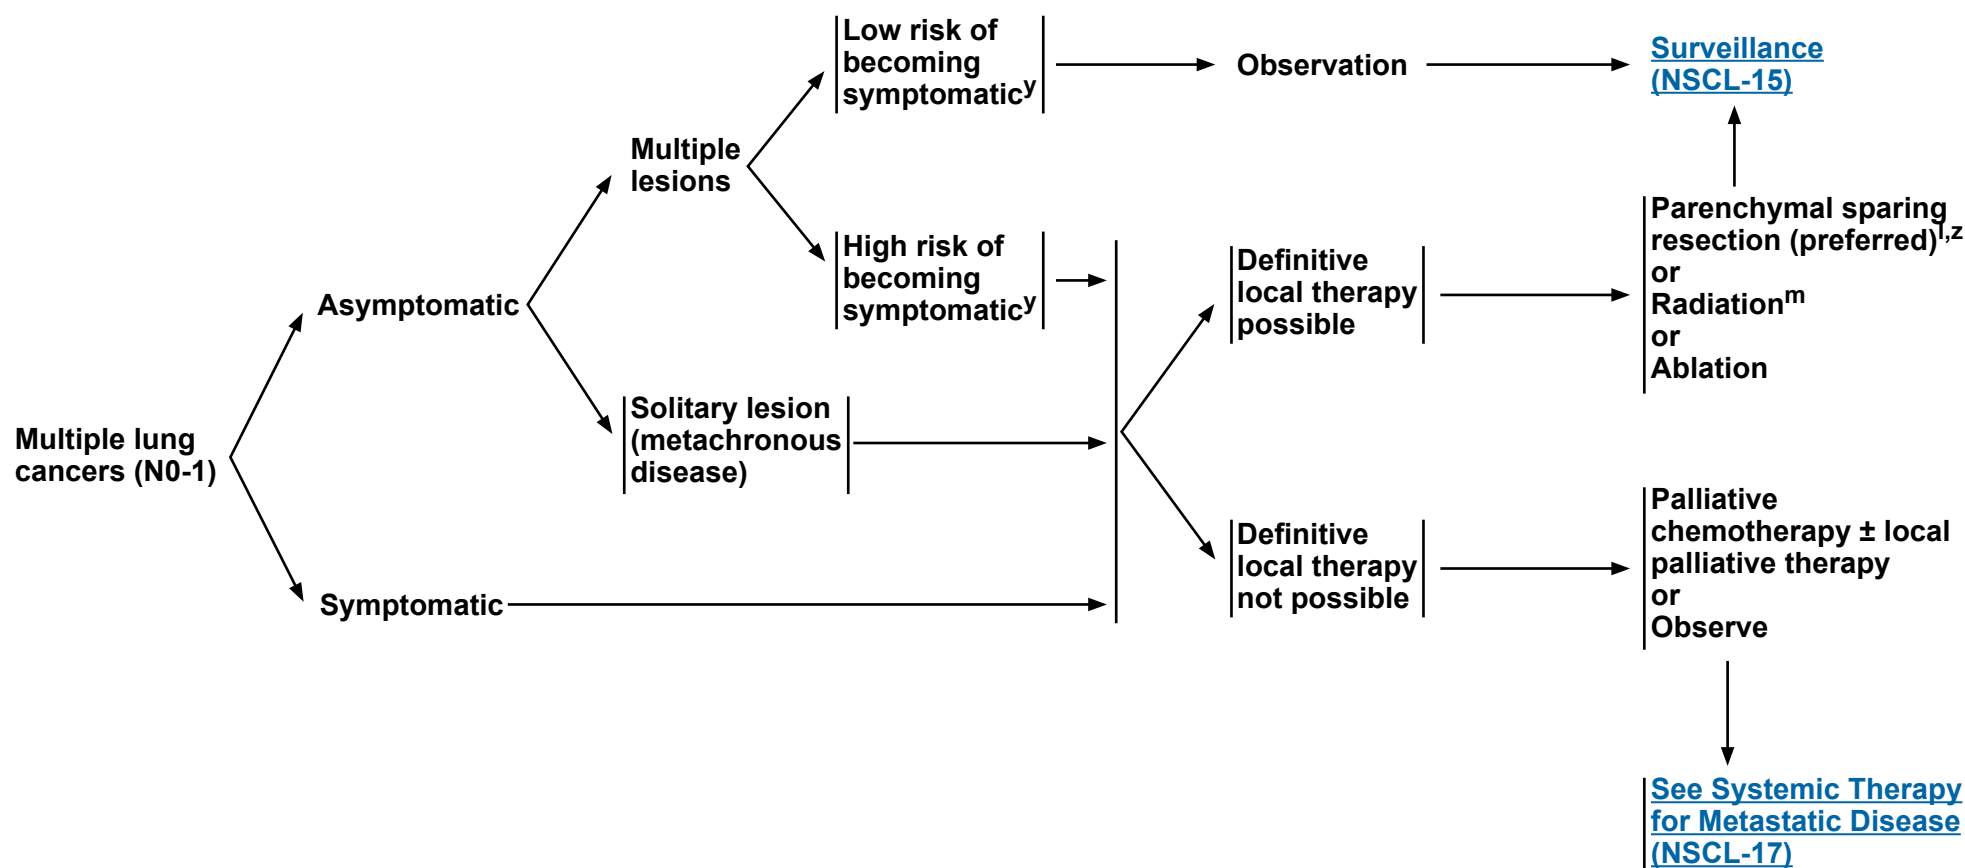 Multiple lung
cancers (N0-1)
Asymptomatic
Symptomatic
Multiple
lesions
Solitary lesion
(metachronous
disease)
Low risk of
becoming
symptomaticʸ
High risk of
becoming
symptomaticʸ
Observation
Definitive
local therapy
possible
Definitive
local therapy
not possible
Surveillance
(NSCL-15)
Parenchymal sparing
resection (preferred)ˡ,ᶻ
or
Radiationᵐ
or
Ablation
Palliative
chemotherapy ± local
palliative therapy
or
Observe
See Systemic Therapy
for Metastatic Disease
(NSCL-17)